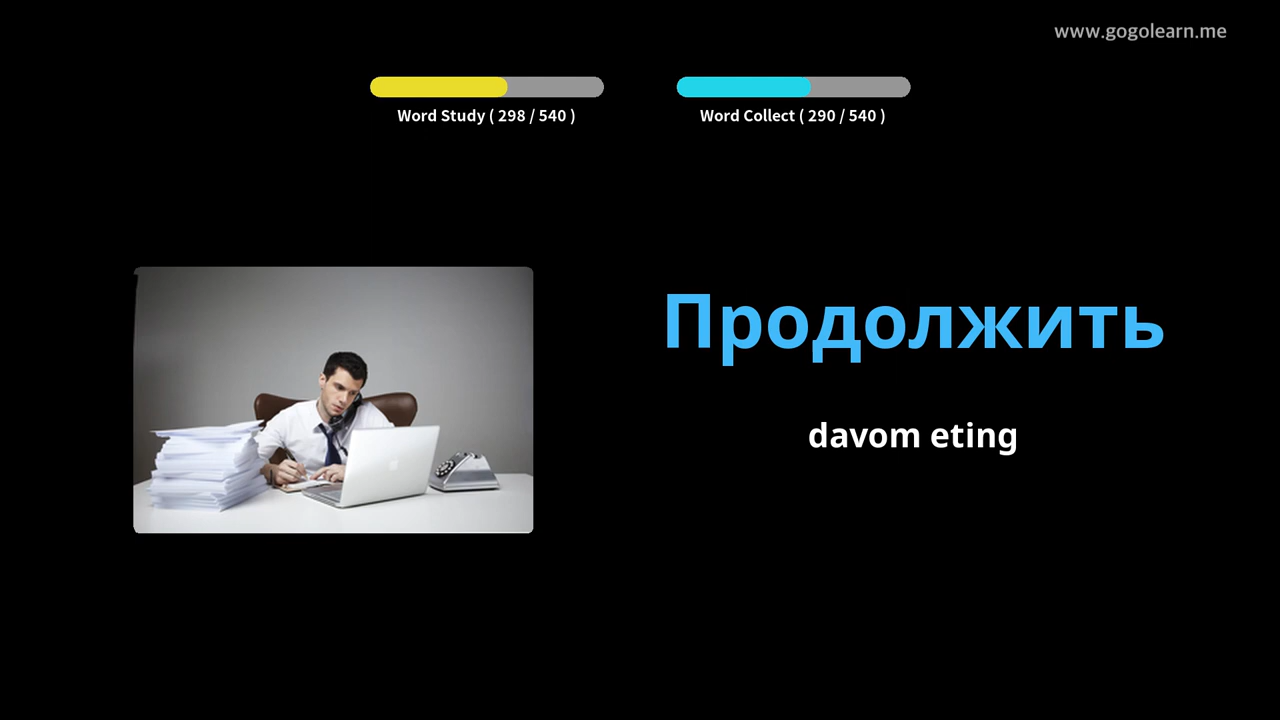 www.gogolearn.me
Word Study ( 298 / 540 )
Word Collect ( 290 / 540 )
Продолжить
davom eting